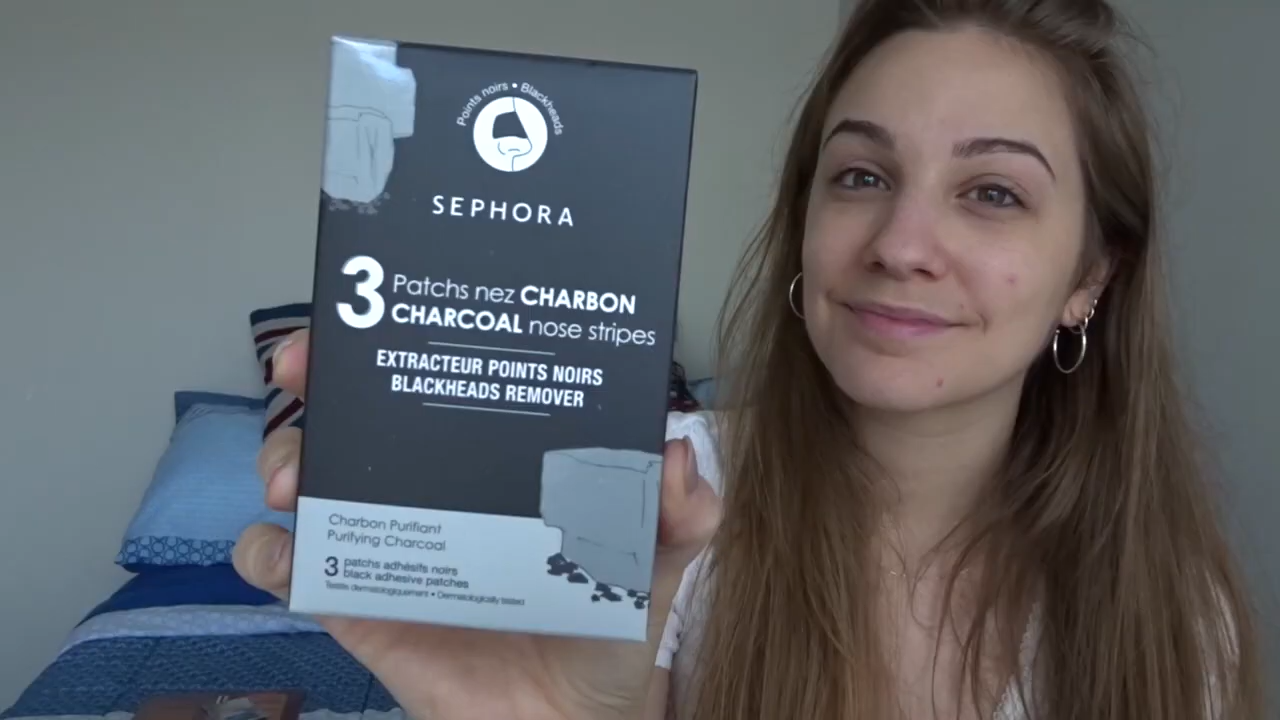 Points noirs • Blackheads
SEPHORA
3 Patchs nez CHARBON
CHARCOAL nose stripes
EXTRACTEUR POINTS NOIRS
BLACKHEADS REMOVER
Charbon Purifiant
Purifying Charcoal
3 patchs adhésifs noirs
black adhesive patches
Testés dermatologiquement • Dermatologically tested